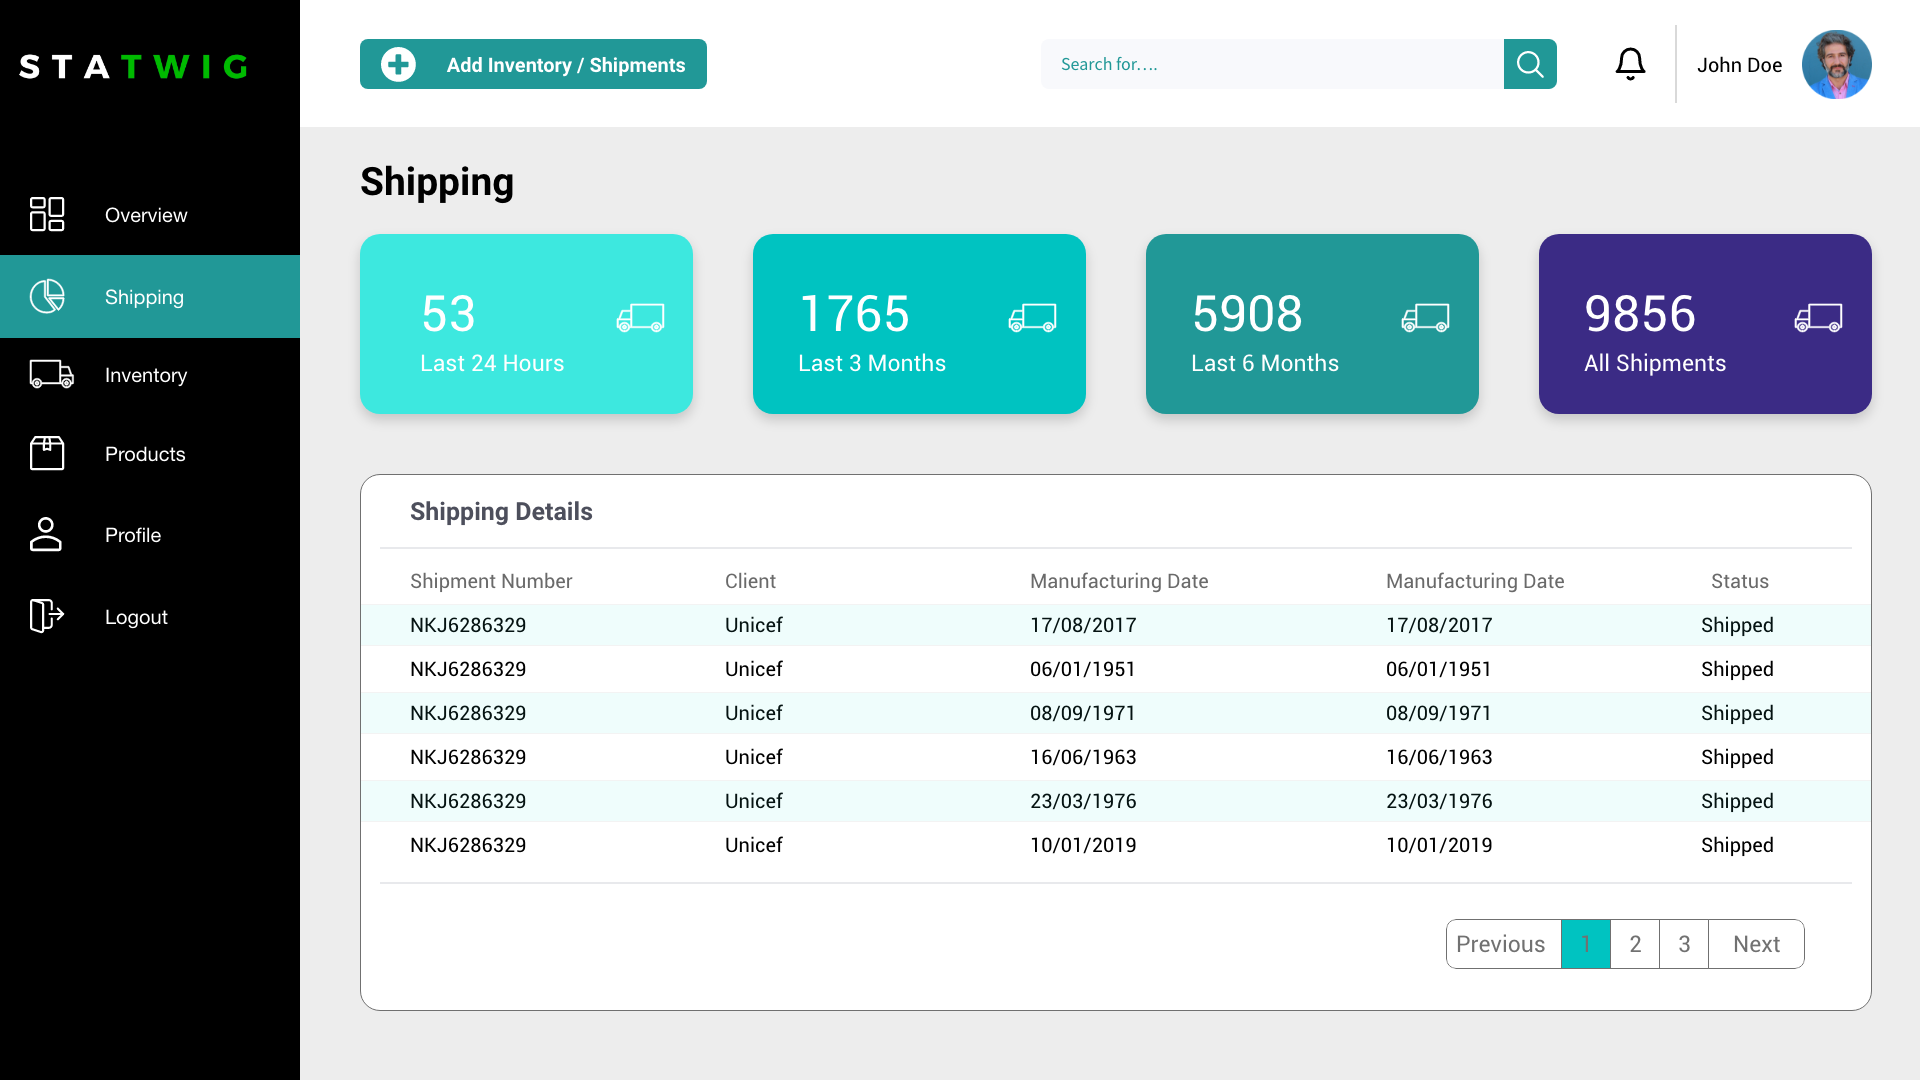 STATWIG
Add Inventory / Shipments
Search for....
John Doe
Overview
Shipping
Inventory
Products
Profile
Logout
Shipping
53
Last 24 Hours
1765
Last 3 Months
5908
Last 6 Months
9856
All Shipments
Shipping Details
Shipment Number Client Manufacturing Date Manufacturing Date Status
NKJ6286329 Unicef 17/08/2017 17/08/2017 Shipped
NKJ6286329 Unicef 06/01/1951 06/01/1951 Shipped
NKJ6286329 Unicef 08/09/1971 08/09/1971 Shipped
NKJ6286329 Unicef 16/06/1963 16/06/1963 Shipped
NKJ6286329 Unicef 23/03/1976 23/03/1976 Shipped
NKJ6286329 Unicef 10/01/2019 10/01/2019 Shipped
Previous 1 2 3 Next